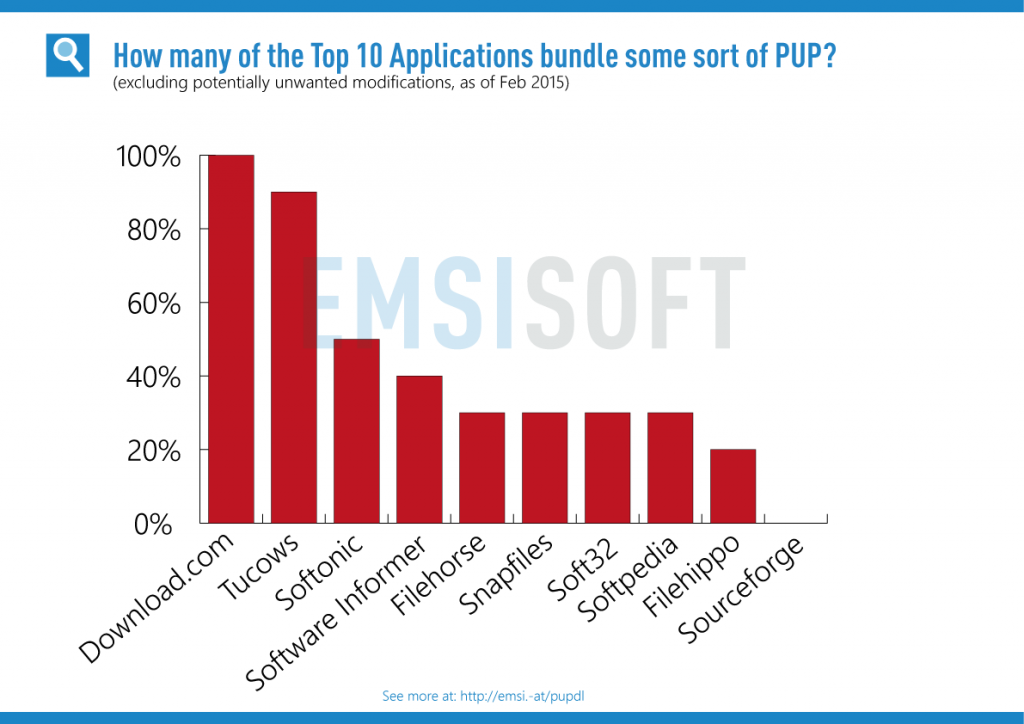 How many of the Top 10 Applications bundle some sort of PUP?
(excluding potentially unwanted modifications, as of Feb 2015)
100%
80%
60%
40%
20%
0%
EMSISOFT
Download.com
Tucows
Softonic
Software Informer
Filehorse
Snapfiles
Soft32
Softpedia
Filehippo
Sourceforge
See more at: http://emsi.-at/pupdl